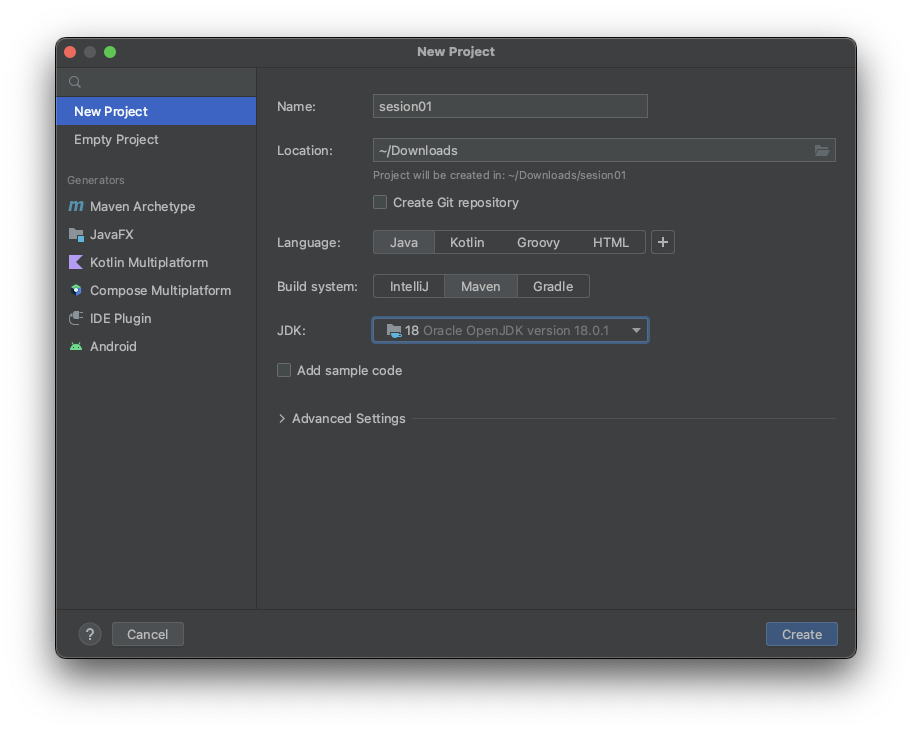 New Project
New Project
Empty Project
Generators
m Maven Archetype
JavaFX
Kotlin Multiplatform
Compose Multiplatform
IDE Plugin
Android
Name: sesion01
Location: ~/Downloads
Project will be created in: ~/Downloads/sesion01
Create Git repository
Language: Java Kotlin Groovy HTML +
Build system: IntelliJ Maven Gradle
JDK: 18 Oracle OpenJDK version 18.0.1
Add sample code
Advanced Settings
? Cancel Create